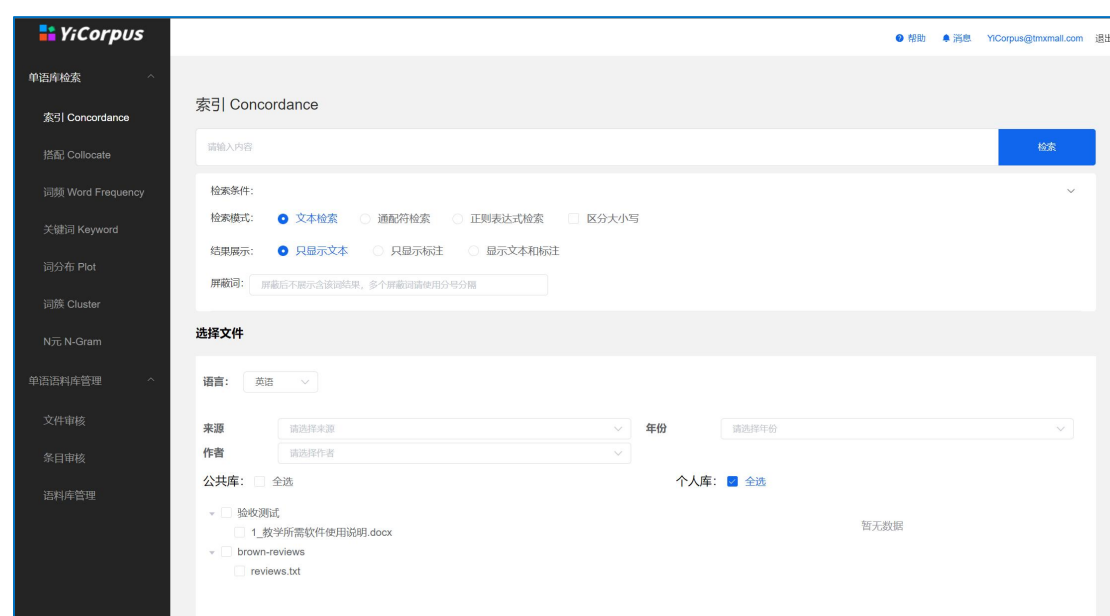 YiCorpus
帮助 消息 YiCorpus@tmxmall.com 退出
单语库检索
索引 Concordance
搭配 Collocate
词频 Word Frequency
关键词 Keyword
词分布 Plot
词族 Cluster
N元 N-Gram
单语语料库管理
文件审核
条目审核
语料库管理
索引 Concordance
请输入内容 检索
检索条件:
检索模式: 文本检索 通配符检索 正则表达式检索 区分大小写
结果展示: 只显示文本 只显示标注 显示文本和标注
屏蔽词: 屏蔽后不展示含该词结果，多个屏蔽词请使用分号分隔
选择文件
语言: 英语
来源 请选择来源 年份 请选择年份
作者 请选择作者
公共库: 全选 个人库: 全选
验收测试
1_教学所需软件使用说明.docx
brown-reviews
reviews.txt
暂无数据